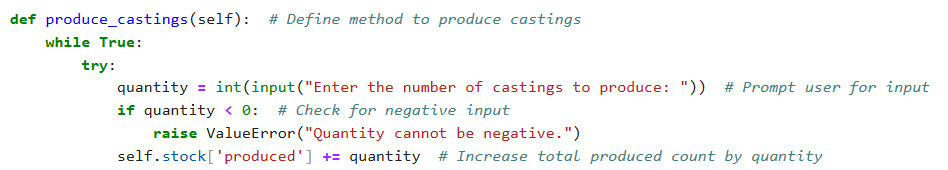 def produce_castings(self):  # Define method to produce castings
    while True:
        try:
            quantity = int(input("Enter the number of castings to produce: "))  # Prompt user for input
            if quantity < 0:  # Check for negative input
                raise ValueError("Quantity cannot be negative.")
            self.stock['produced'] += quantity  # Increase total produced count by quantity